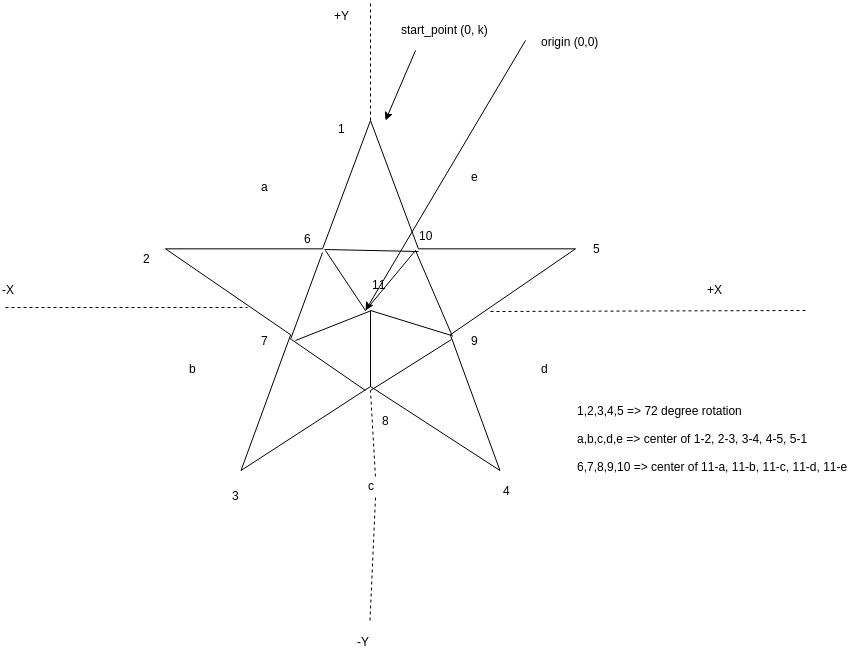 +Y
start_point (0, k)
origin (0,0)
1
a
e
6
10
2
5
11
-X
+X
7
9
b
d
1,2,3,4,5 => 72 degree rotation
8
a,b,c,d,e => center of 1-2, 2-3, 3-4, 4-5, 5-1
6,7,8,9,10 => center of 11-a, 11-b, 11-c, 11-d, 11-e
c
3
4
-Y